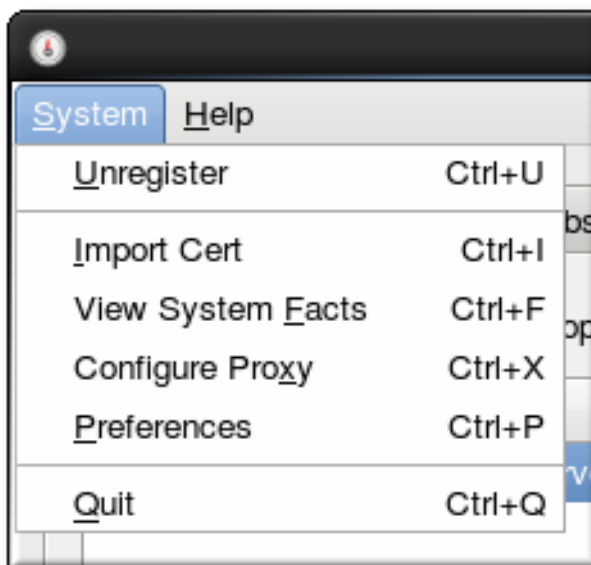 System Help
Unregister Ctrl+U
Import Cert Ctrl+I
View System Facts Ctrl+F
Configure Proxy Ctrl+X
Preferences Ctrl+P
Quit Ctrl+Q